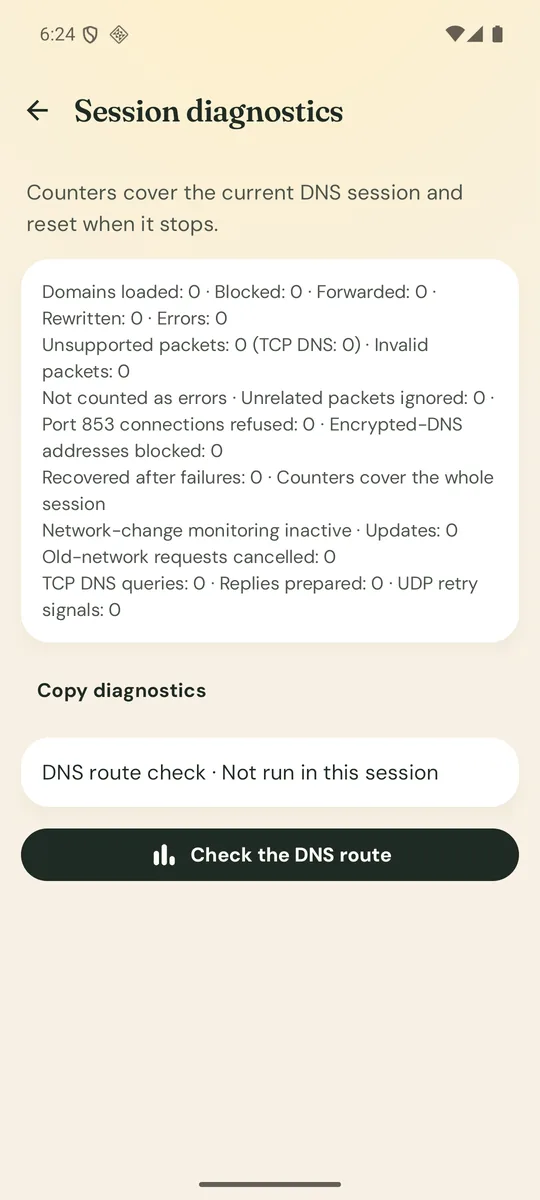 6:24
Session diagnostics
Counters cover the current DNS session and
reset when it stops.
Domains loaded: 0 · Blocked: 0 · Forwarded: 0 ·
Rewritten: 0 · Errors: 0
Unsupported packets: 0 (TCP DNS: 0) · Invalid
packets: 0
Not counted as errors · Unrelated packets ignored: 0 ·
Port 853 connections refused: 0 · Encrypted-DNS
addresses blocked: 0
Recovered after failures: 0 · Counters cover the whole
session
Network-change monitoring inactive · Updates: 0
Old-network requests cancelled: 0
TCP DNS queries: 0 · Replies prepared: 0 · UDP retry
signals: 0
Copy diagnostics
DNS route check · Not run in this session
Check the DNS route